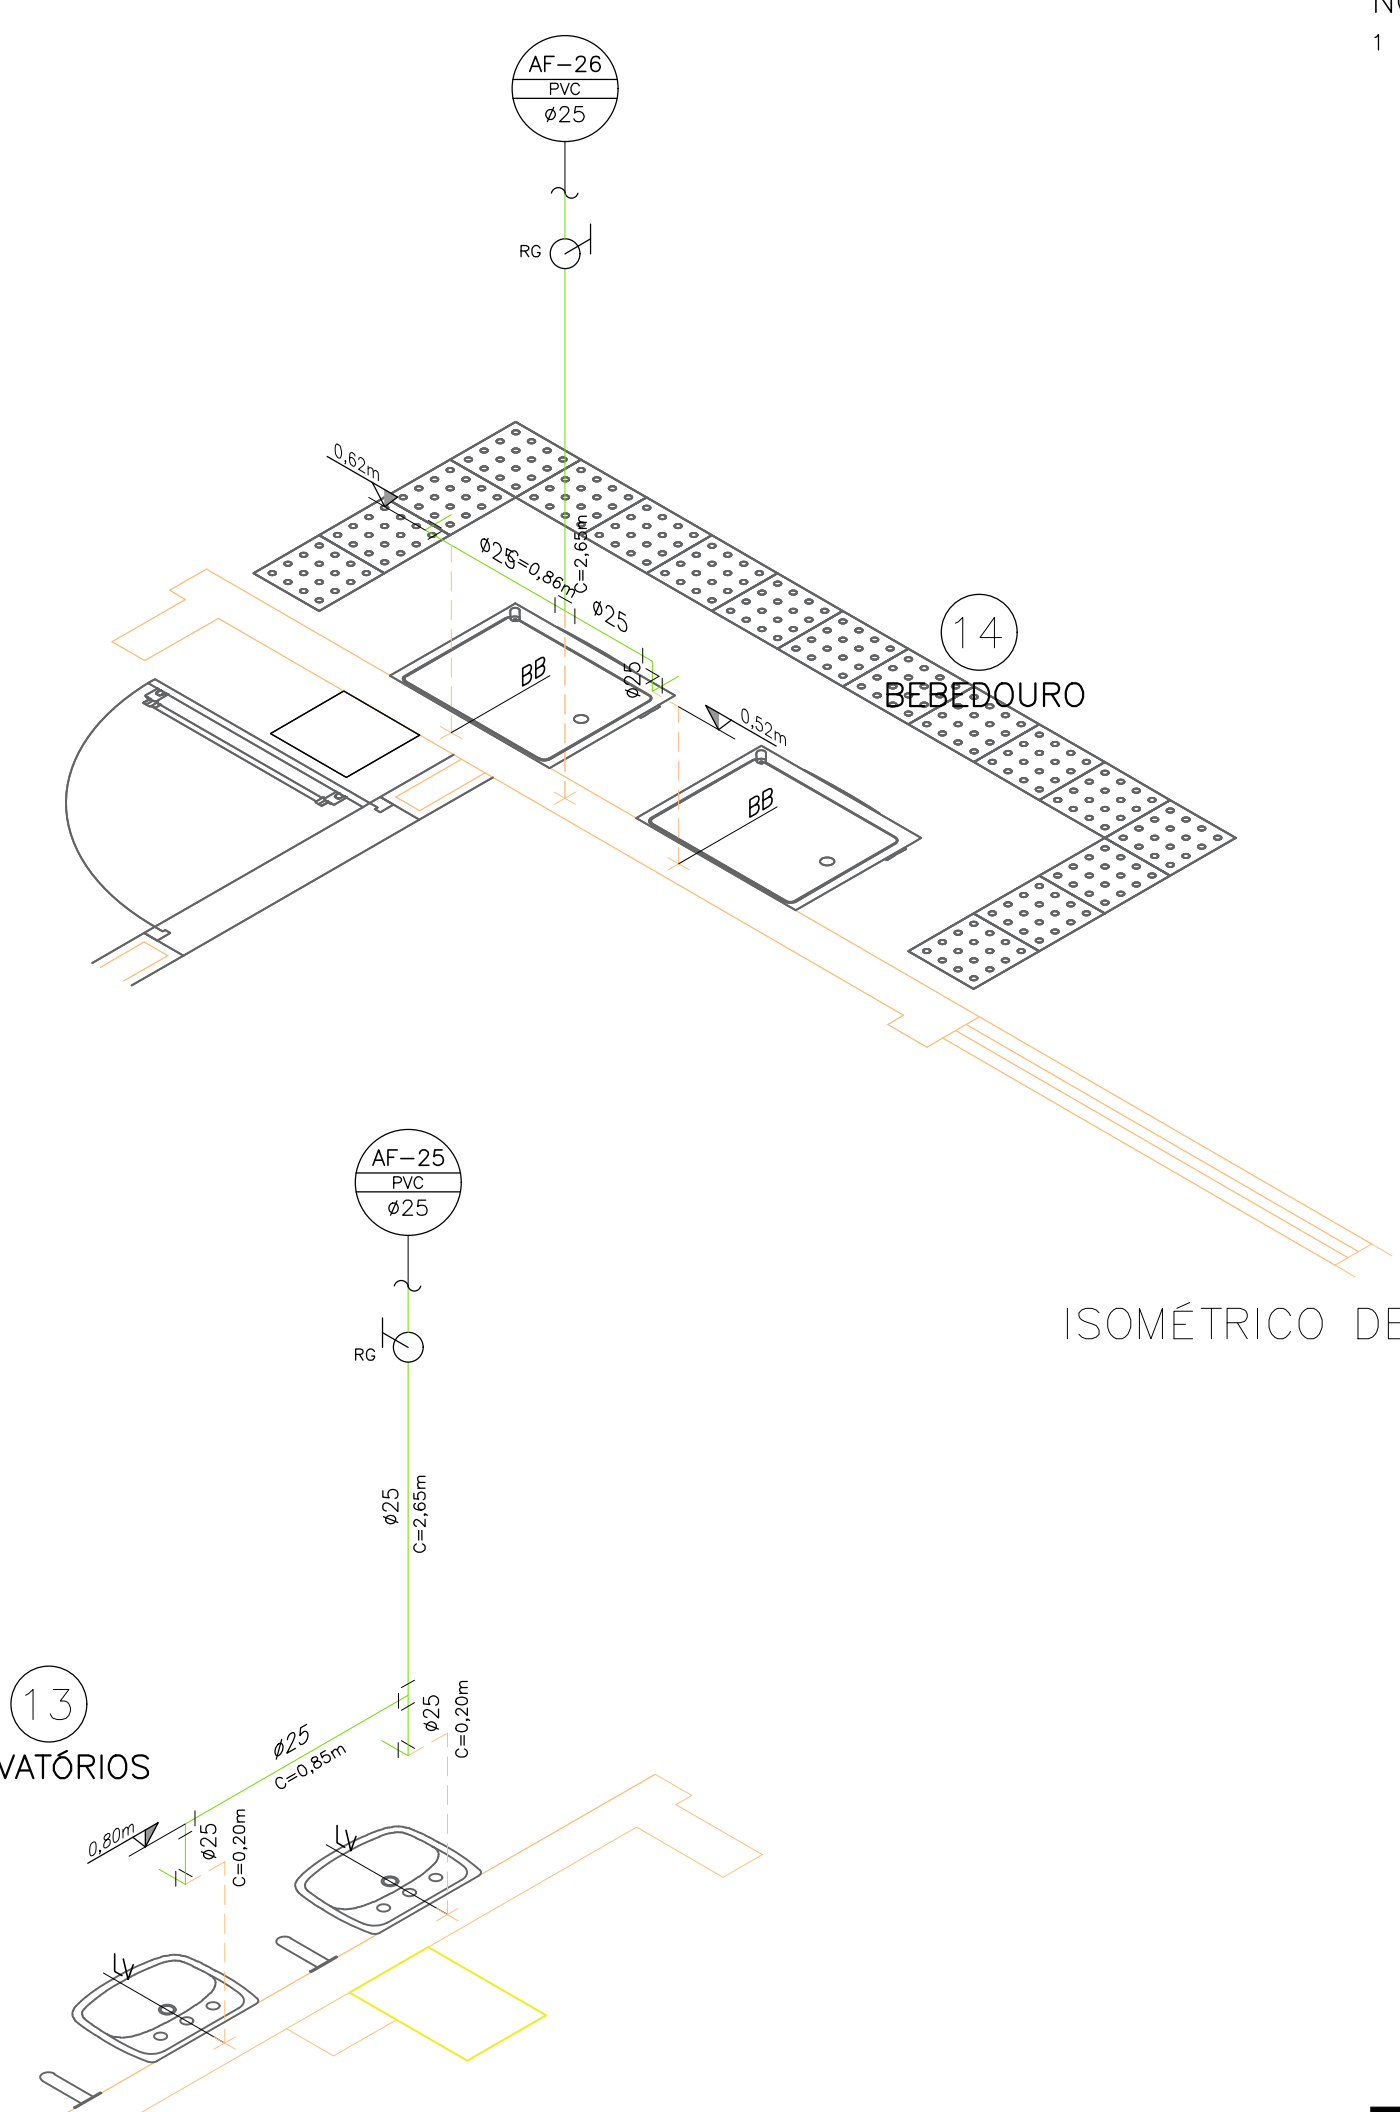 1
AF-26
PVC
ø25
RG
0,62m
ø25
C=0,86m
C=2,65m
ø25
ø25
BB
0,52m
BB
14
BEBEDOURO
AF-25
PVC
ø25
ISOMÉTRICO DE
RG
ø25
C=2,65m
13
VATÓRIOS
ø25
C=0,85m
ø25
C=0,20m
0,80m
ø25
C=0,20m
LV
LV